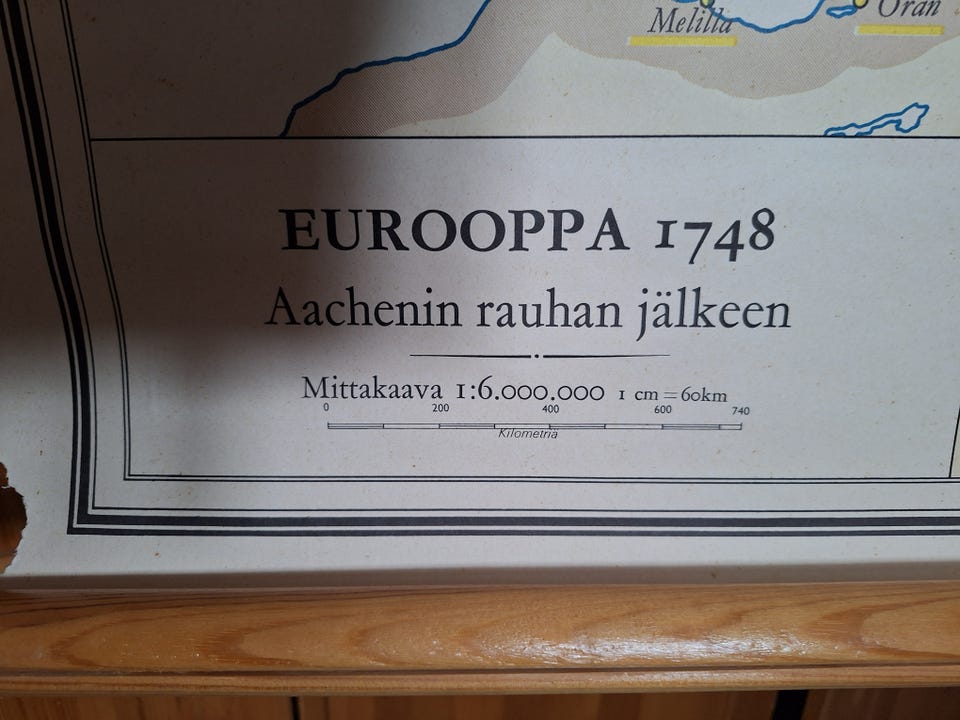 Melilla
Oran
EUROOPPA 1748
Aachenin rauhan jälkeen
Mittakaava 1:6.000.000 1 cm = 60km
0 200 400 600 740
Kilometriä